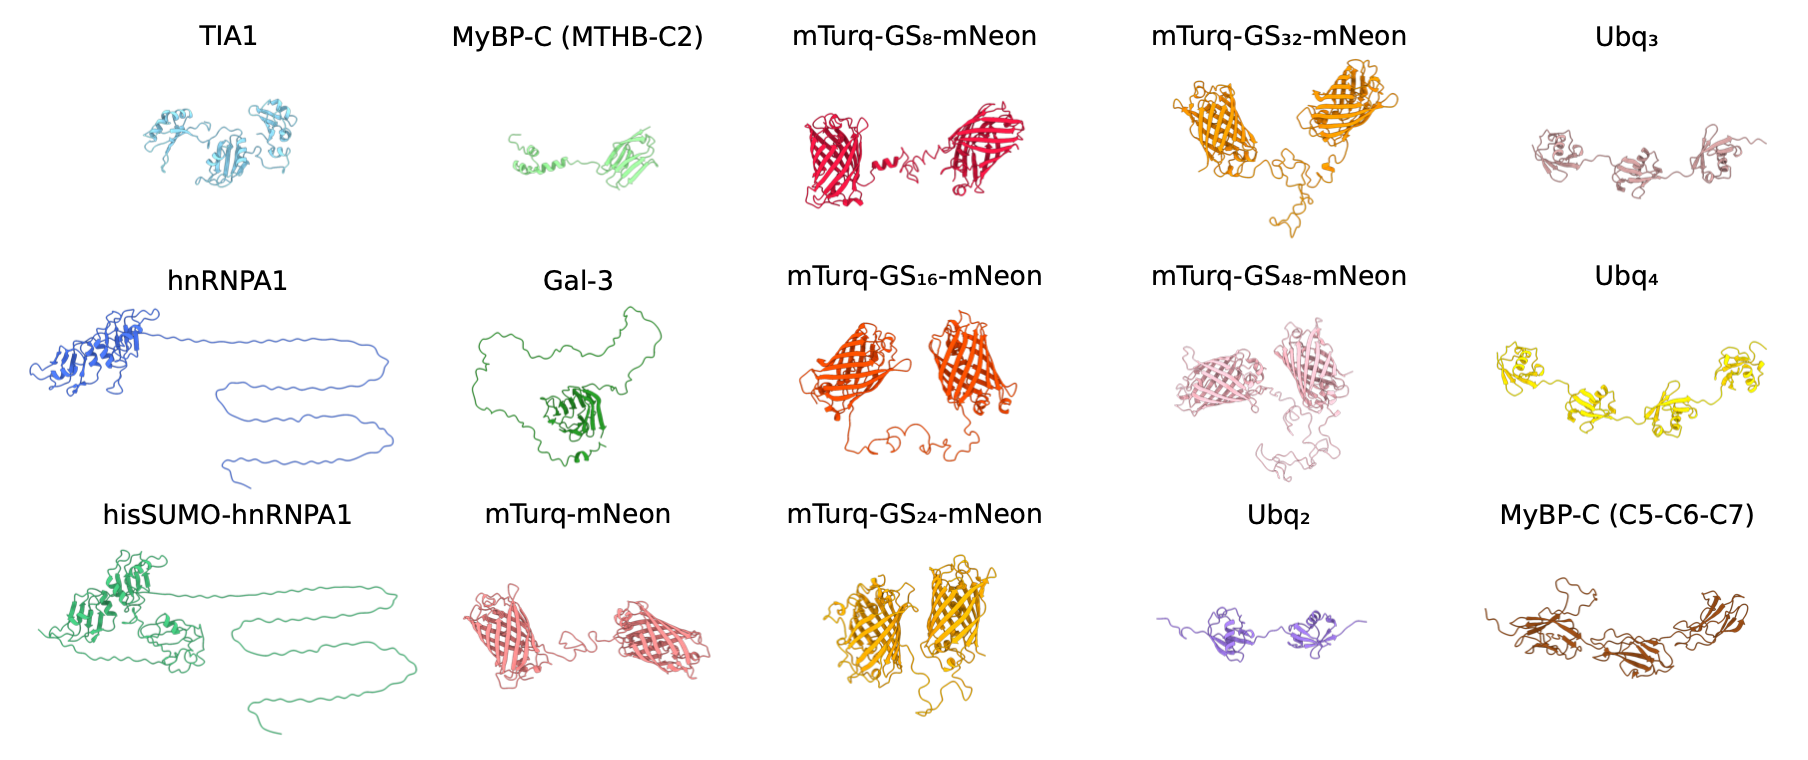 TIA1
MyBP-C (MTHB-C2)
mTurq-GS₈-mNeon
mTurq-GS₃₂-mNeon
Ubq₃
hnRNPA1
Gal-3
mTurq-GS₁₆-mNeon
mTurq-GS₄₈-mNeon
Ubq₄
hisSUMO-hnRNPA1
mTurq-mNeon
mTurq-GS₂₄-mNeon
Ubq₂
MyBP-C (C5-C6-C7)